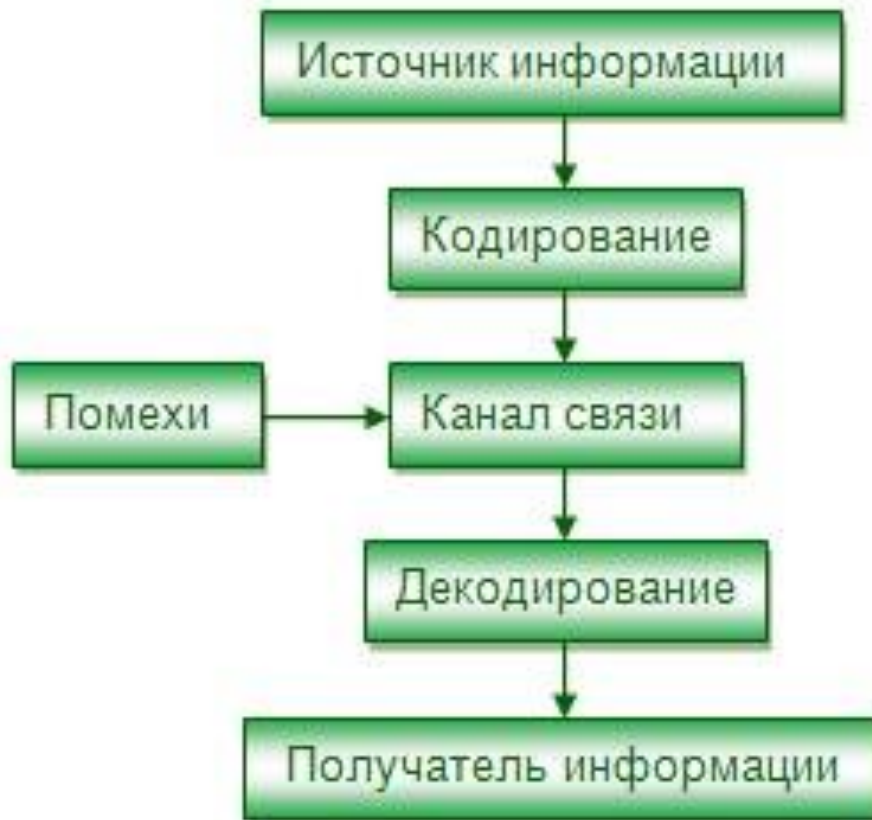 Источник информации
Кодирование
Помехи
Канал связи
Декодирование
Получатель информации